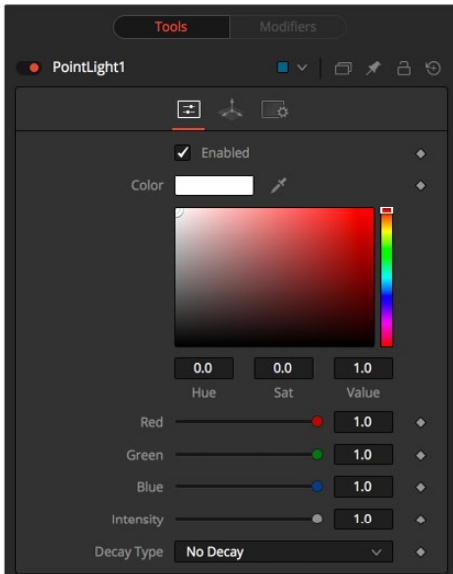 Tools Modifiers
PointLight1
Enabled
Color
0.0 0.0 1.0
Hue Sat Value
Red 1.0
Green 1.0
Blue 1.0
Intensity 1.0
Decay Type No Decay